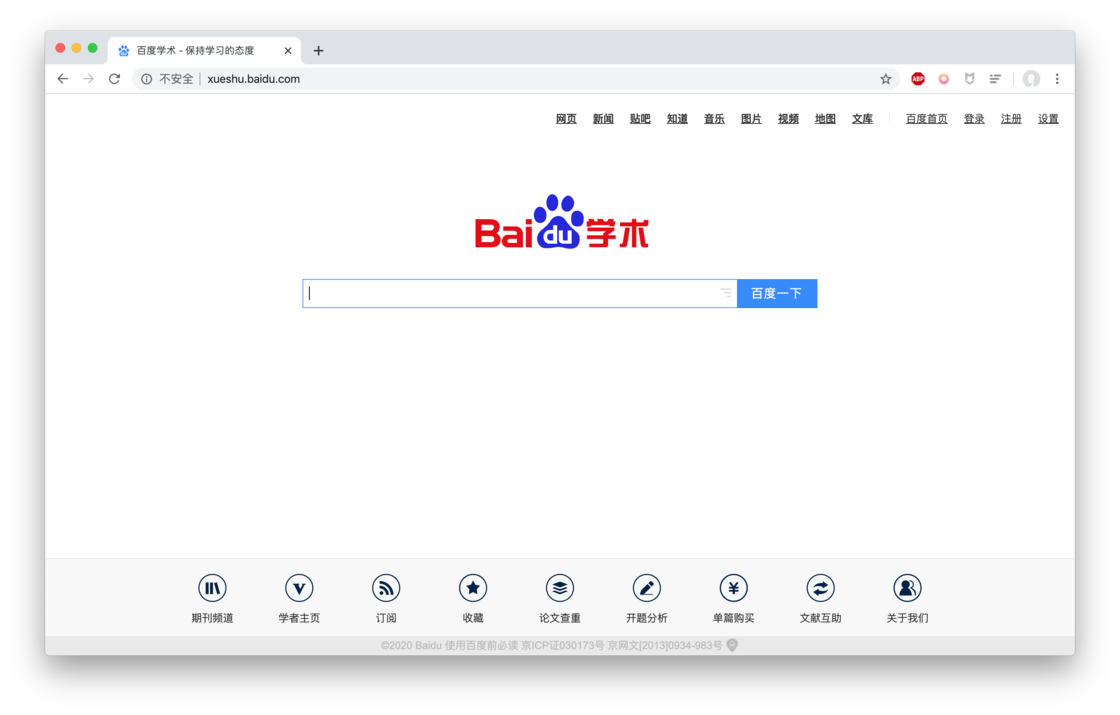 百度学术 - 保持学习的态度
不安全 | xueshu.baidu.com
ABP
网页 新闻 贴吧 知道 音乐 图片 视频 地图 文库 百度首页 登录 注册 设置
Baidu学术
百度一下
期刊频道 学者主页 订阅 收藏 论文查重 开题分析 单篇购买 文献互助 关于我们
©2020 Baidu 使用百度前必读 京ICP证030173号 京网文[2013]0934-983号